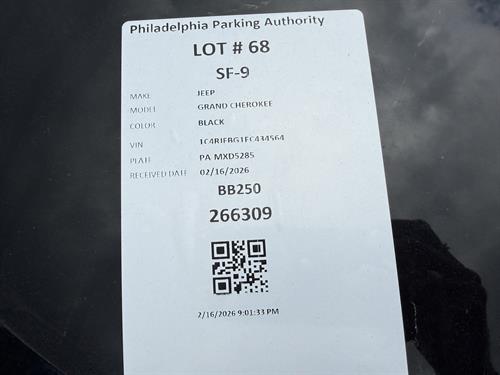 Philadelphia Parking Authority
LOT # 68
SF-9
MAKE JEEP
MODEL GRAND CHEROKEE
COLOR BLACK
VIN 1C4RJFBG1FC434564
PLATE PA MXD5285
RECEIVED DATE 02/16/2026
BB250
266309
2/16/2026 9:01:33 PM